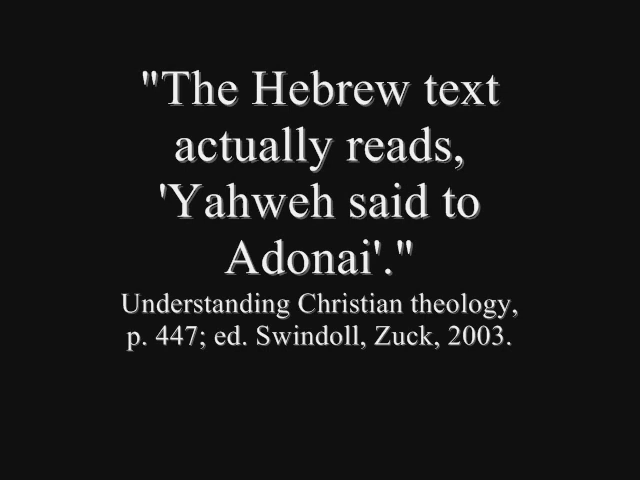 "The Hebrew text
actually reads,
'Yahweh said to
Adonai'."
Understanding Christian theology,
p. 447; ed. Swindoll, Zuck, 2003.